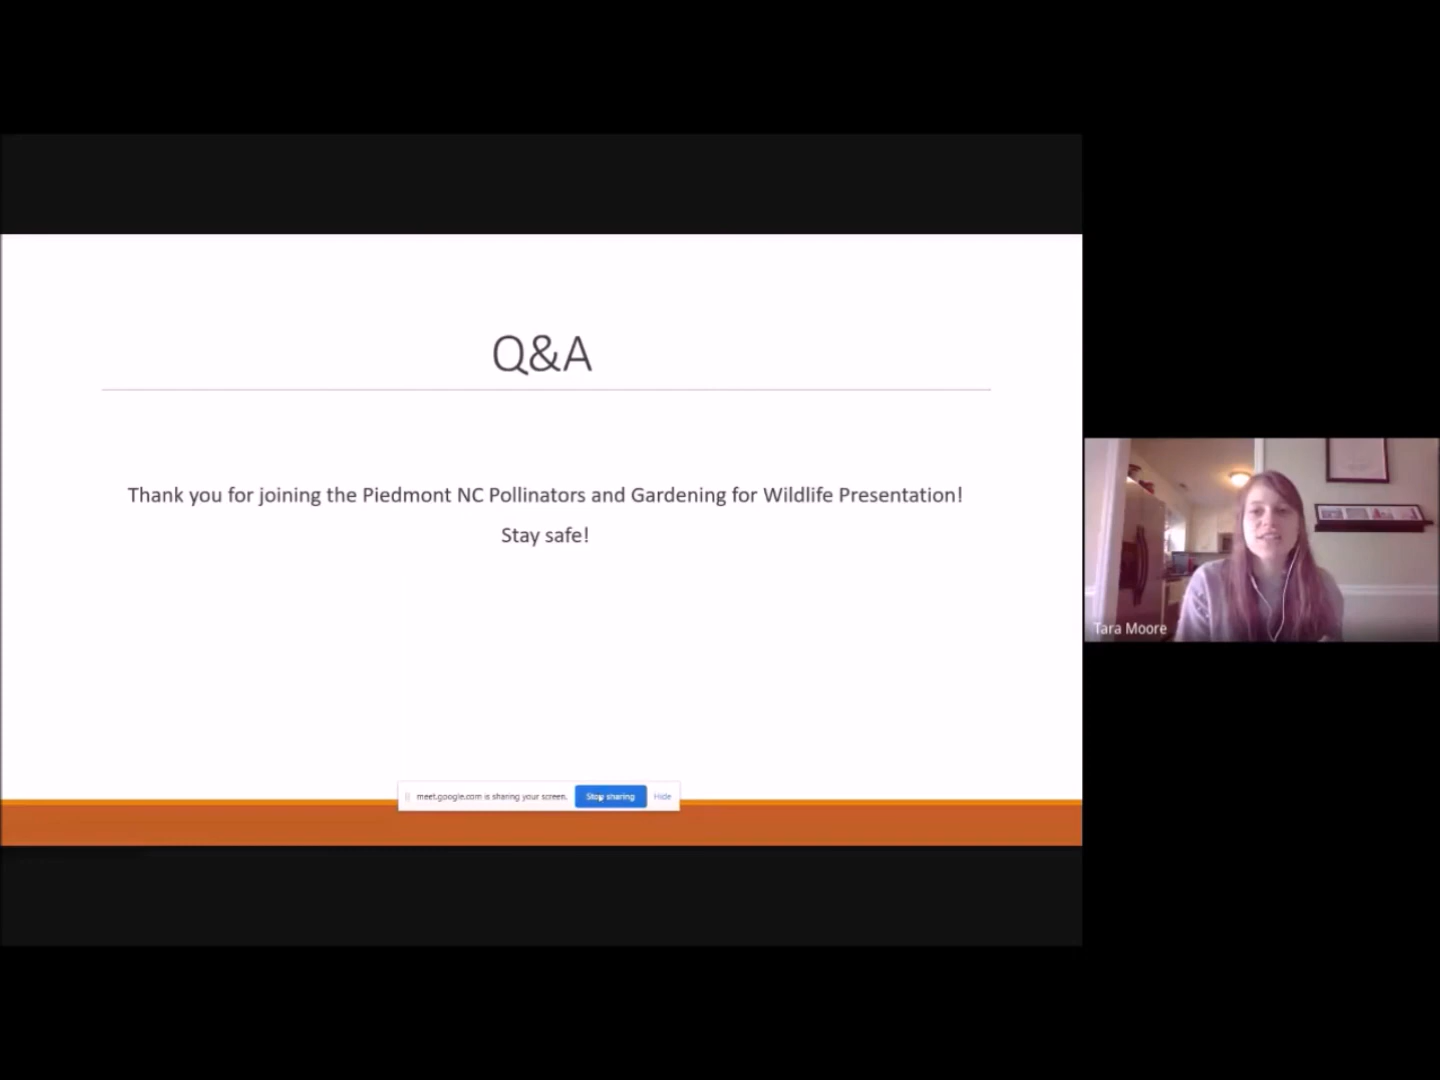 Q&A
Thank you for joining the Piedmont NC Pollinators and Gardening for Wildlife Presentation!
Stay safe!
Tara Moore
meet.google.com is sharing your screen. Stop sharing Hide